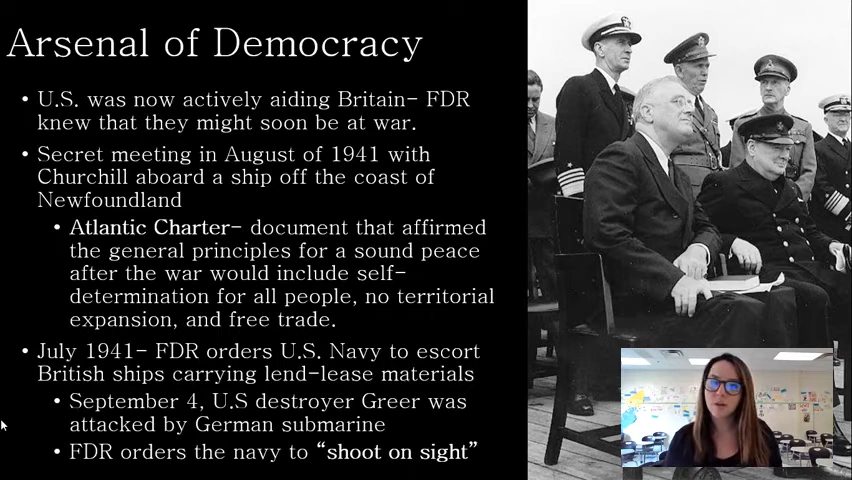 Arsenal of Democracy
• U.S. was now actively aiding Britain- FDR
knew that they might soon be at war.
• Secret meeting in August of 1941 with
Churchill aboard a ship off the coast of
Newfoundland
• Atlantic Charter- document that affirmed
the general principles for a sound peace
after the war would include self-
determination for all people, no territorial
expansion, and free trade.
• July 1941- FDR orders U.S. Navy to escort
British ships carrying lend-lease materials
• September 4, U.S destroyer Greer was
attacked by German submarine
• FDR orders the navy to “shoot on sight”